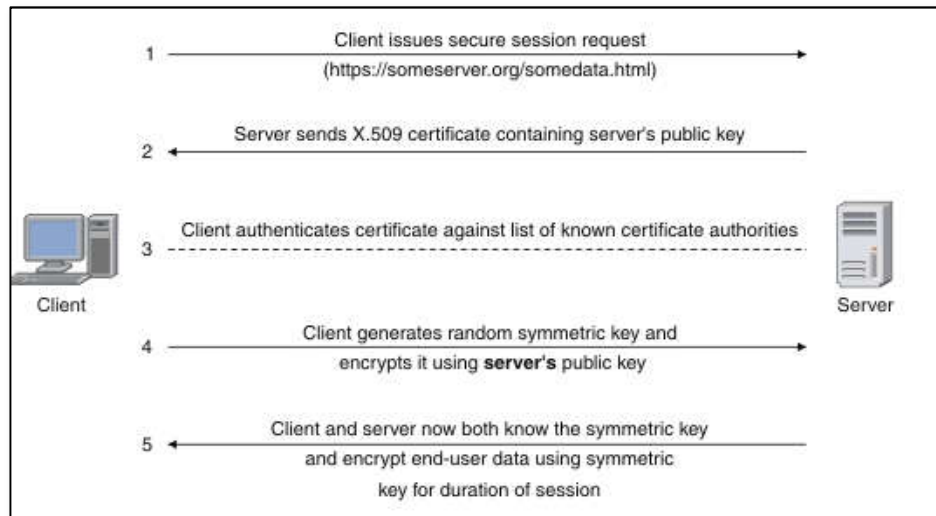 Client issues secure session request
1
(https://someserver.org/somedata.html)
Server sends X.509 certificate containing server's public key
2
Client authenticates certificate against list of known certificate authorities
3
Client
Server
Client generates random symmetric key and
4
encrypts it using server's public key
Client and server now both know the symmetric key
5
and encrypt end-user data using symmetric
key for duration of session